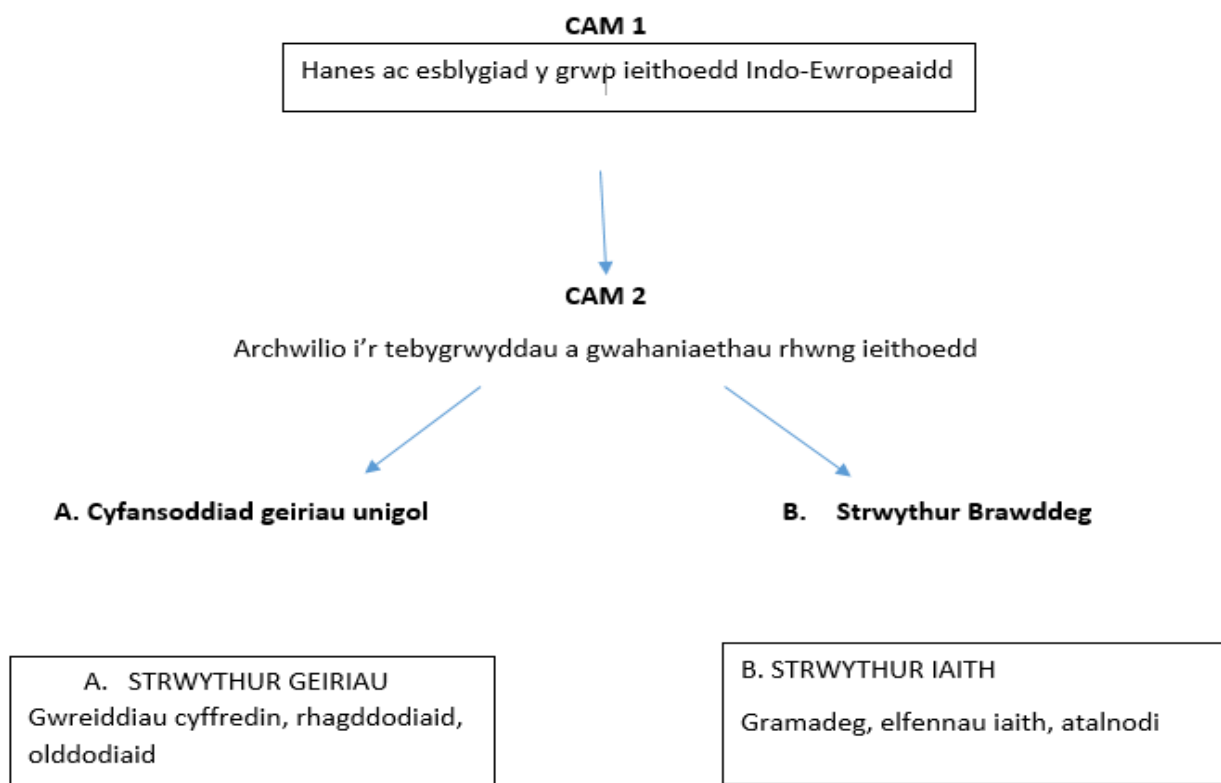 CAM 1
Hanes ac esblygiad y grwp ieithoedd Indo-Ewropeaidd
CAM 2
Archwilio i’r tebygrwyddau a gwahaniaethau rhwng ieithoedd
A. Cyfansoddiad geiriau unigol
B. Strwythur Brawddeg
A. STRWYTHUR GEIRIAU
Gwreiddiau cyffredin, rhagddodiaid,
olddodiaid
B. STRWYTHUR IAITH
Gramadeg, elfennau iaith, atalnodi